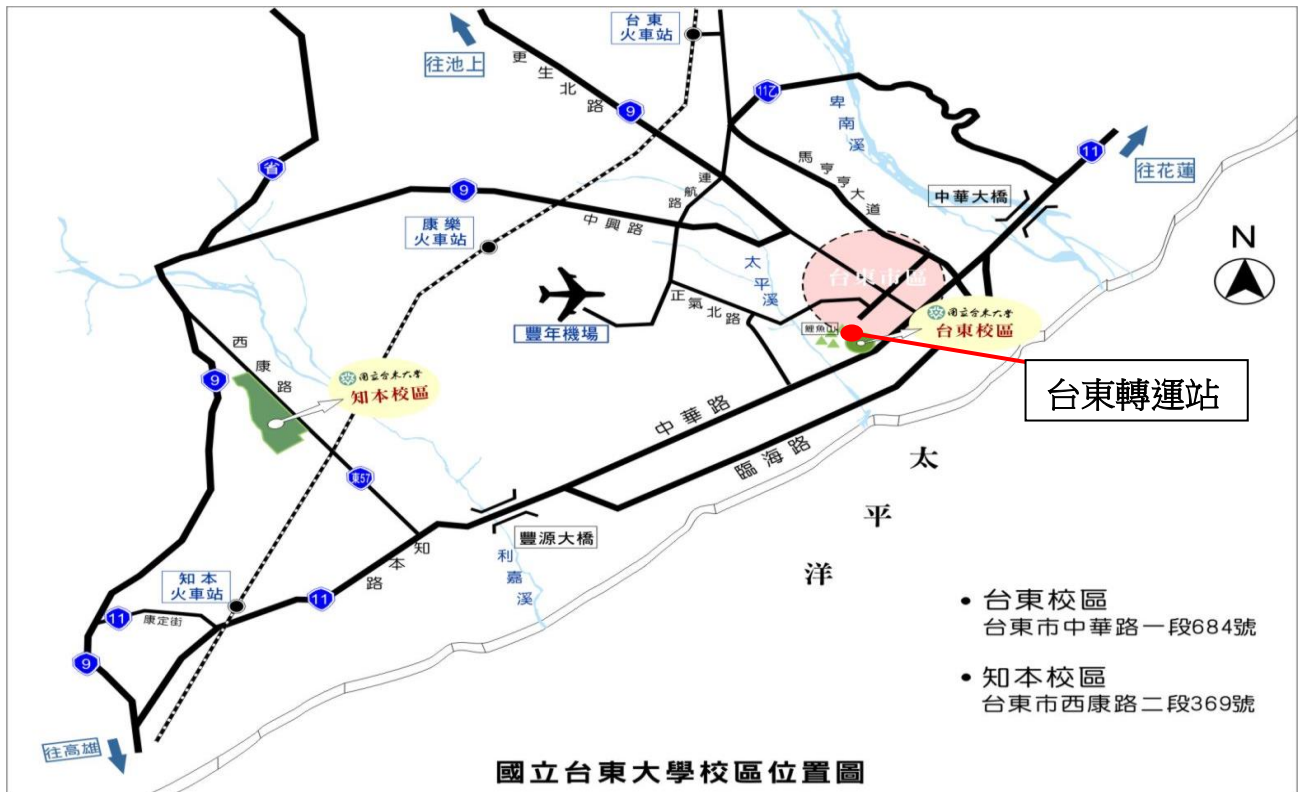 台東
火車站
往池上
更生北路
9
11乙
卑南溪
11
往花蓮
省
9
康樂
火車站
中興路
運航路
馬亨亨大道
中華大橋
N
太平溪
台東市區
正氣北路
鯉魚山
國立台東大學
台東校區
豐年機場
台東轉運站
西康路
9
國立台東大學
知本校區
中華路
臨海路
太平洋
東57
豐源大橋
利嘉溪
知本路
知本
火車站
11
11
康定街
9
往高雄
• 台東校區
台東市中華路一段684號
• 知本校區
台東市西康路二段369號
國立台東大學校區位置圖